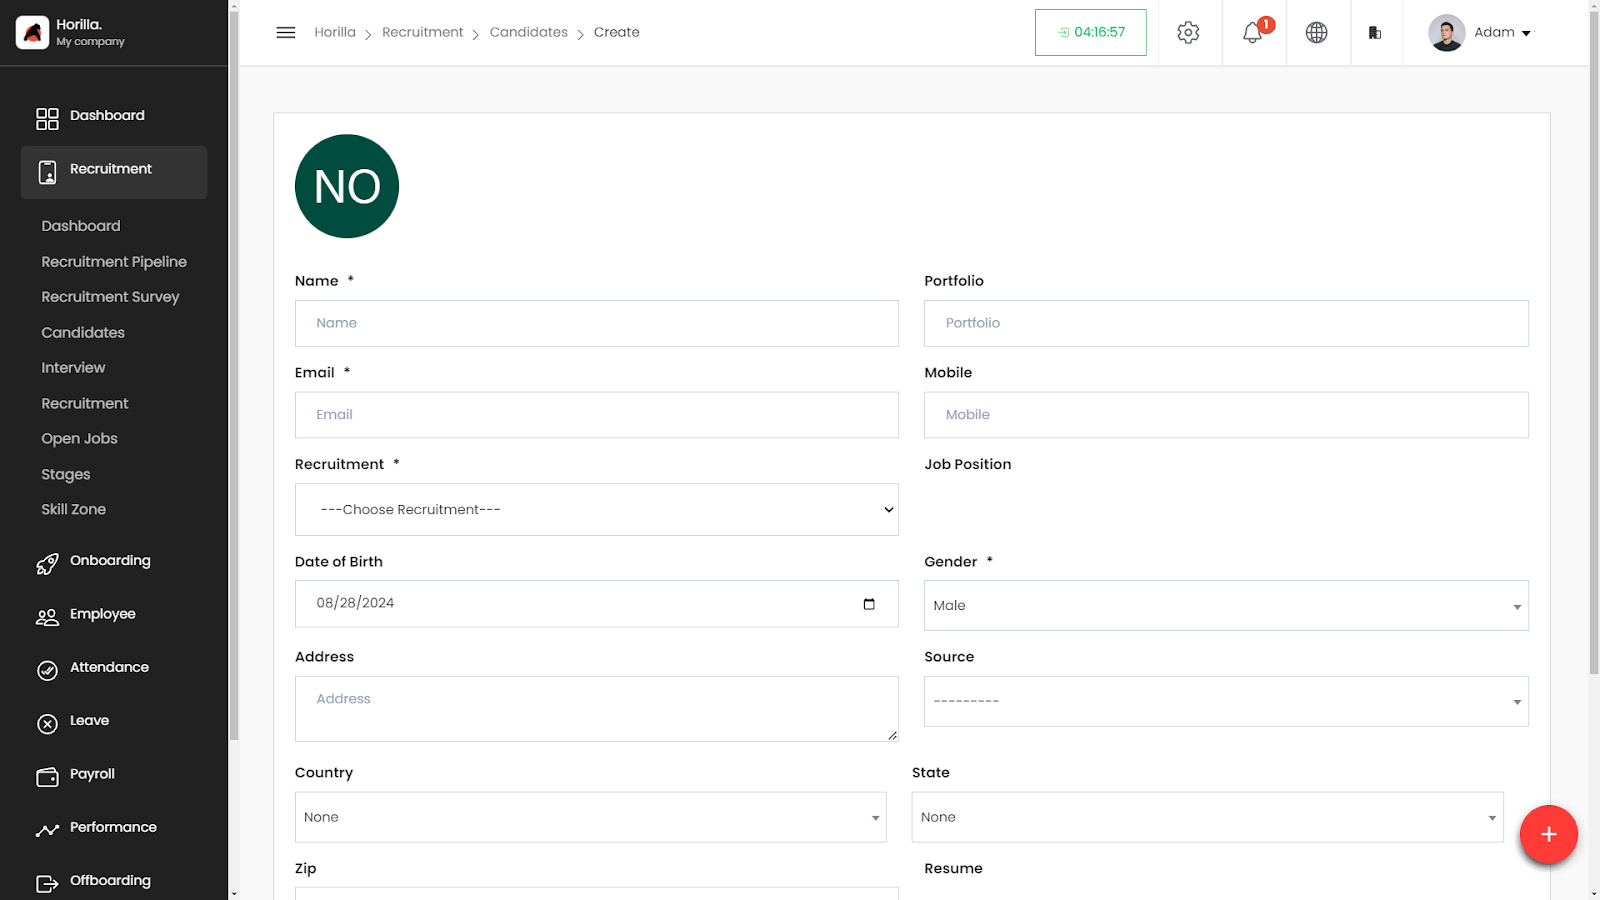 Horilla.
My company
Dashboard
Recruitment
Dashboard
Recruitment Pipeline
Recruitment Survey
Candidates
Interview
Recruitment
Open Jobs
Stages
Skill Zone
Onboarding
Employee
Attendance
Leave
Payroll
Performance
Offboarding
Horilla > Recruitment > Candidates > Create
04:16:57
1
Adam
NO
Name *
Name
Portfolio
Portfolio
Email *
Email
Mobile
Mobile
Recruitment *
---Choose Recruitment---
Job Position
Date of Birth
08/28/2024
Gender *
Male
Address
Address
Source
---------
Country
None
State
None
Zip
Resume
+